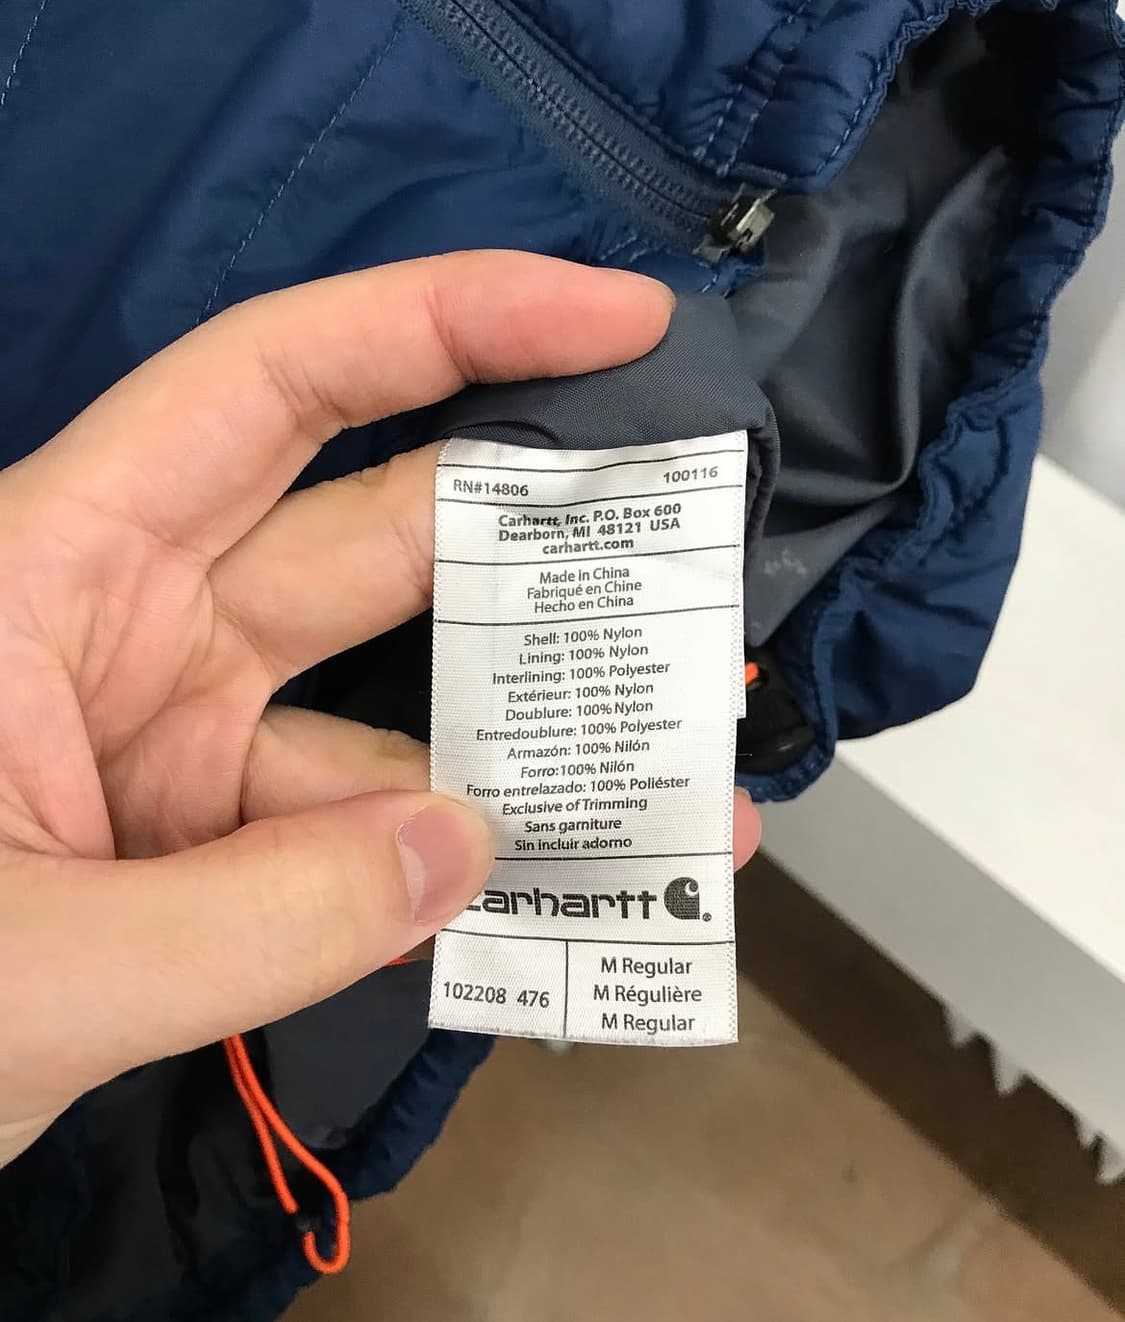 RN#14806 100116
Carhartt, Inc. P.O. Box 600
Dearborn, MI 48121 USA
carhartt.com
Made in China
Fabriqué en Chine
Hecho en China
Shell: 100% Nylon
Lining: 100% Nylon
Interlining: 100% Polyester
Extérieur: 100% Nylon
Doublure: 100% Nylon
Entredoublure: 100% Polyester
Armazón: 100% Nilón
Forro:100% Nilón
Forro entrelazado: 100% Poliéster
Exclusive of Trimming
Sans garniture
Sin incluir adorno
carhartt ®
102208 476
M Regular
M Régulière
M Regular